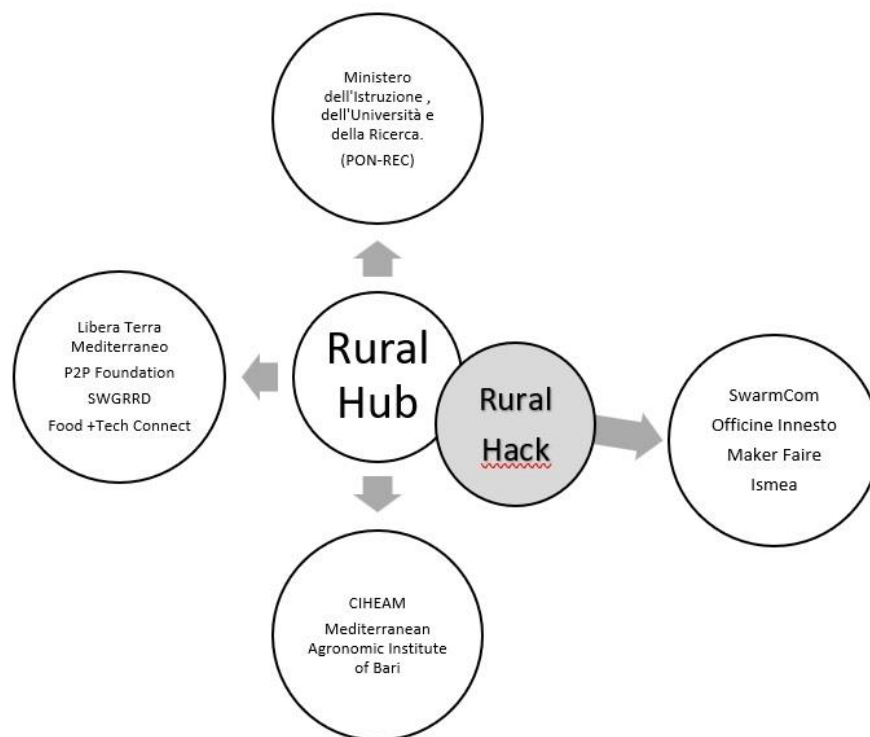 Ministero
dell'Istruzione ,
dell'Università e
della Ricerca.
(PON-REC)
Libera Terra
Mediterraneo
P2P Foundation
SWGRRD
Food +Tech Connect
Rural
Hub
Rural
Hack
SwarmCom
Officine Innesto
Maker Faire
Ismea
CIHEAM
Mediterranean
Agronomic Institute
of Bari